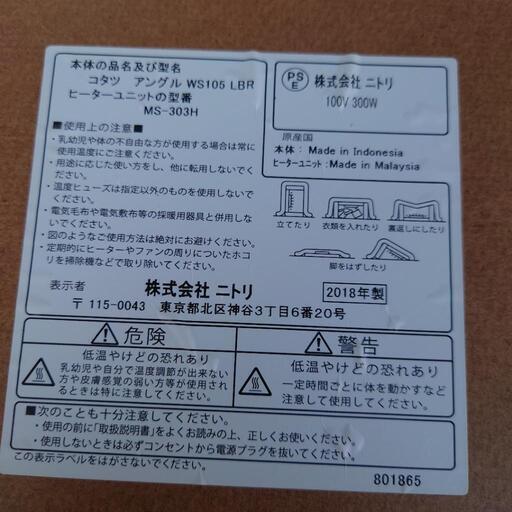 本体の品名及び型名
コタツ アングル WS105 LBR
ヒーターユニットの型番
MS-303H
PS
E
株式会社 ニトリ
100V 300W
原産国
本体：Made in Indonesia
ヒーターユニット:Made in Malaysia
■使用上の注意■
・乳幼児や体の不自由な方が使用する場合は常に
使用温度にご注意ください。
・用途に応じた使い方をし、他に転用しないでく
ださい。
・温度ヒューズは指定以外のものを使用しないで
ください。
・電気毛布や電気敷布等の採暖用器具と併用しな
いでください。
・図のようなご使用方法は絶対にお避けください。
・定期的にヒーターやファンの周りについたホコ
リを掃除機などで取り除いてください。
立てたり
衣類を入れたり
裏返しにしたり
脚をはずしたり
表示者 株式会社 ニトリ
2018年製
〒115-0043 東京都北区神谷3丁目6番20号
危険
低温やけどの恐れあり
乳幼児や自分で温度調節が出来ない
方や皮膚感覚の弱い方等が使用され
るときは特に注意してください。
警告
低温やけどの恐れあり
一定時間ごとに体を動かすなど
注意して使用してください。
■次のことも十分注意してください。
・使用の前に「取扱説明書」をよくお読みの上、正しくお使いください。
・使用しないときは必ずコンセントから電源プラグを抜いてください。
この表示ラベルをはがさないでください。
801865